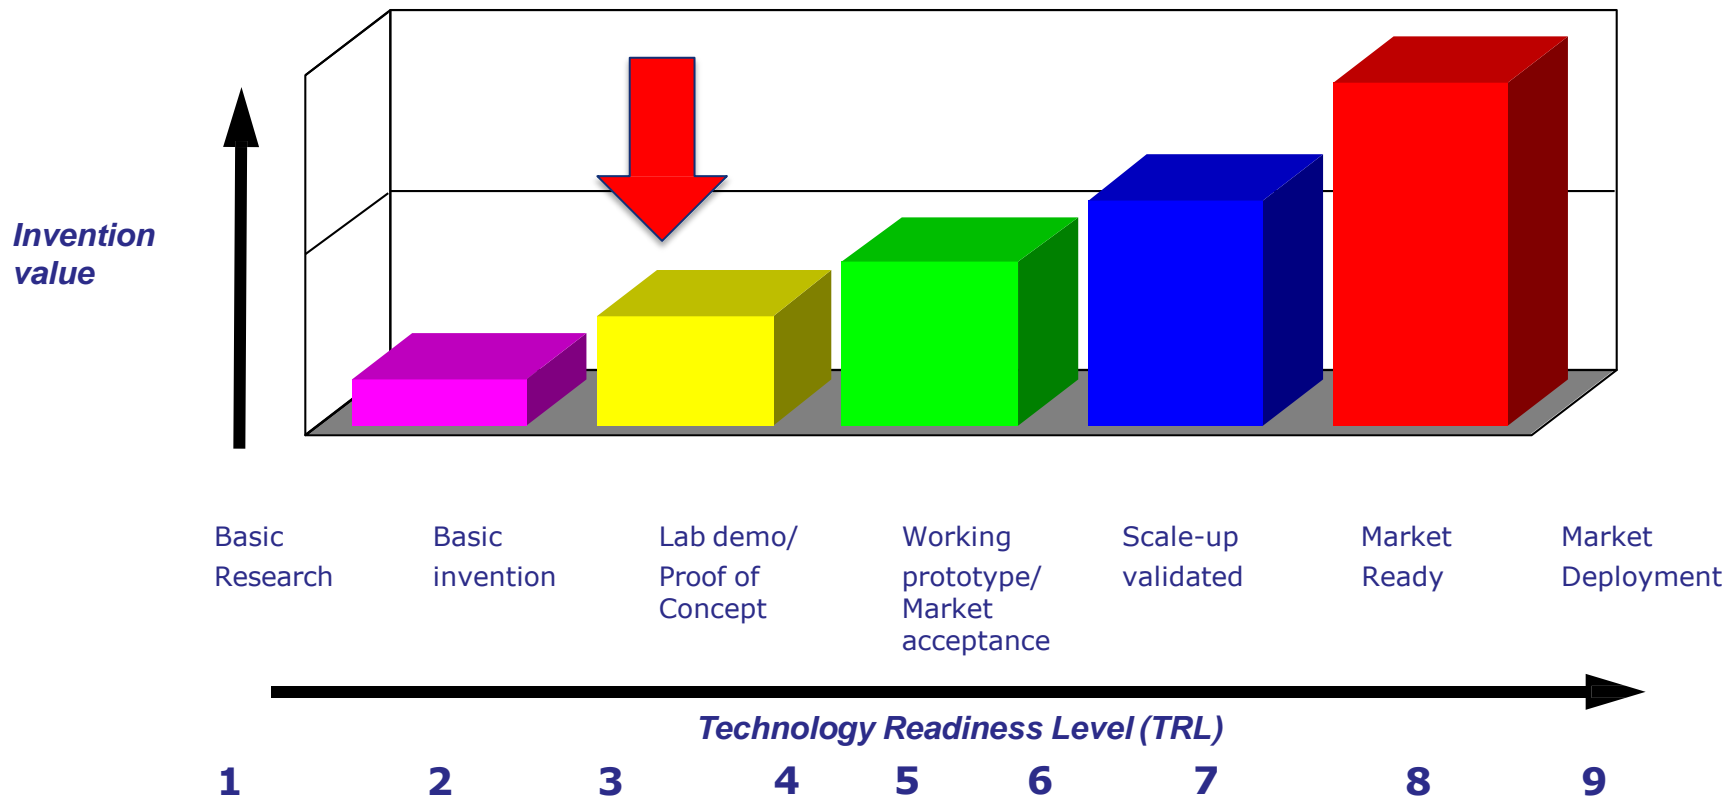 Invention
value
Basic
Research
Basic
invention
Lab demo/
Proof of
Concept
Working
prototype/
Market
acceptance
Scale-up
validated
Market
Ready
Market
Deployment
Technology Readiness Level (TRL)
1 2 3 4 5 6 7 8 9